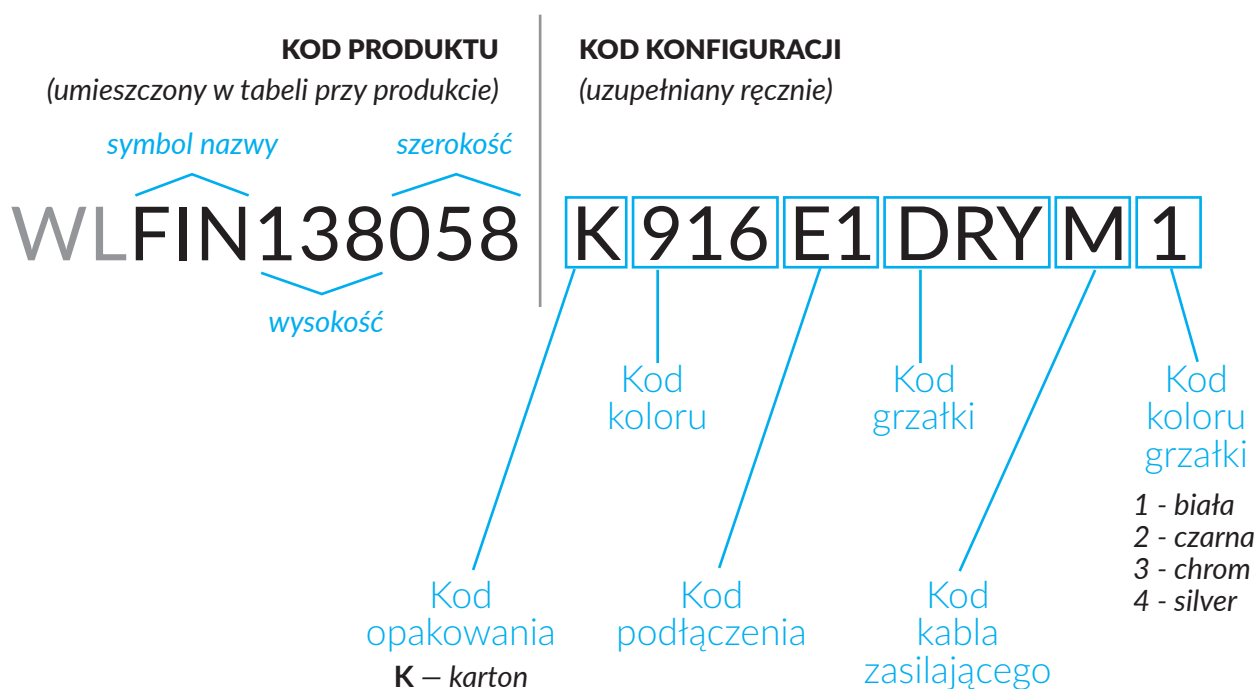 KOD PRODUKTU
(umieszczony w tabeli przy produkcie)
KOD KONFIGURACJI
(uzupełniany ręcznie)
symbol nazwy
szerokość
WLFIN138058 K 916 E1 DRY M 1
wysokość
Kod
koloru
Kod
grzałki
Kod
koloru
grzałki
1 - biała
2 - czarna
3 - chrom
4 - silver
Kod
opakowania
K – karton
Kod
podłączenia
Kod
kabla
zasilającego